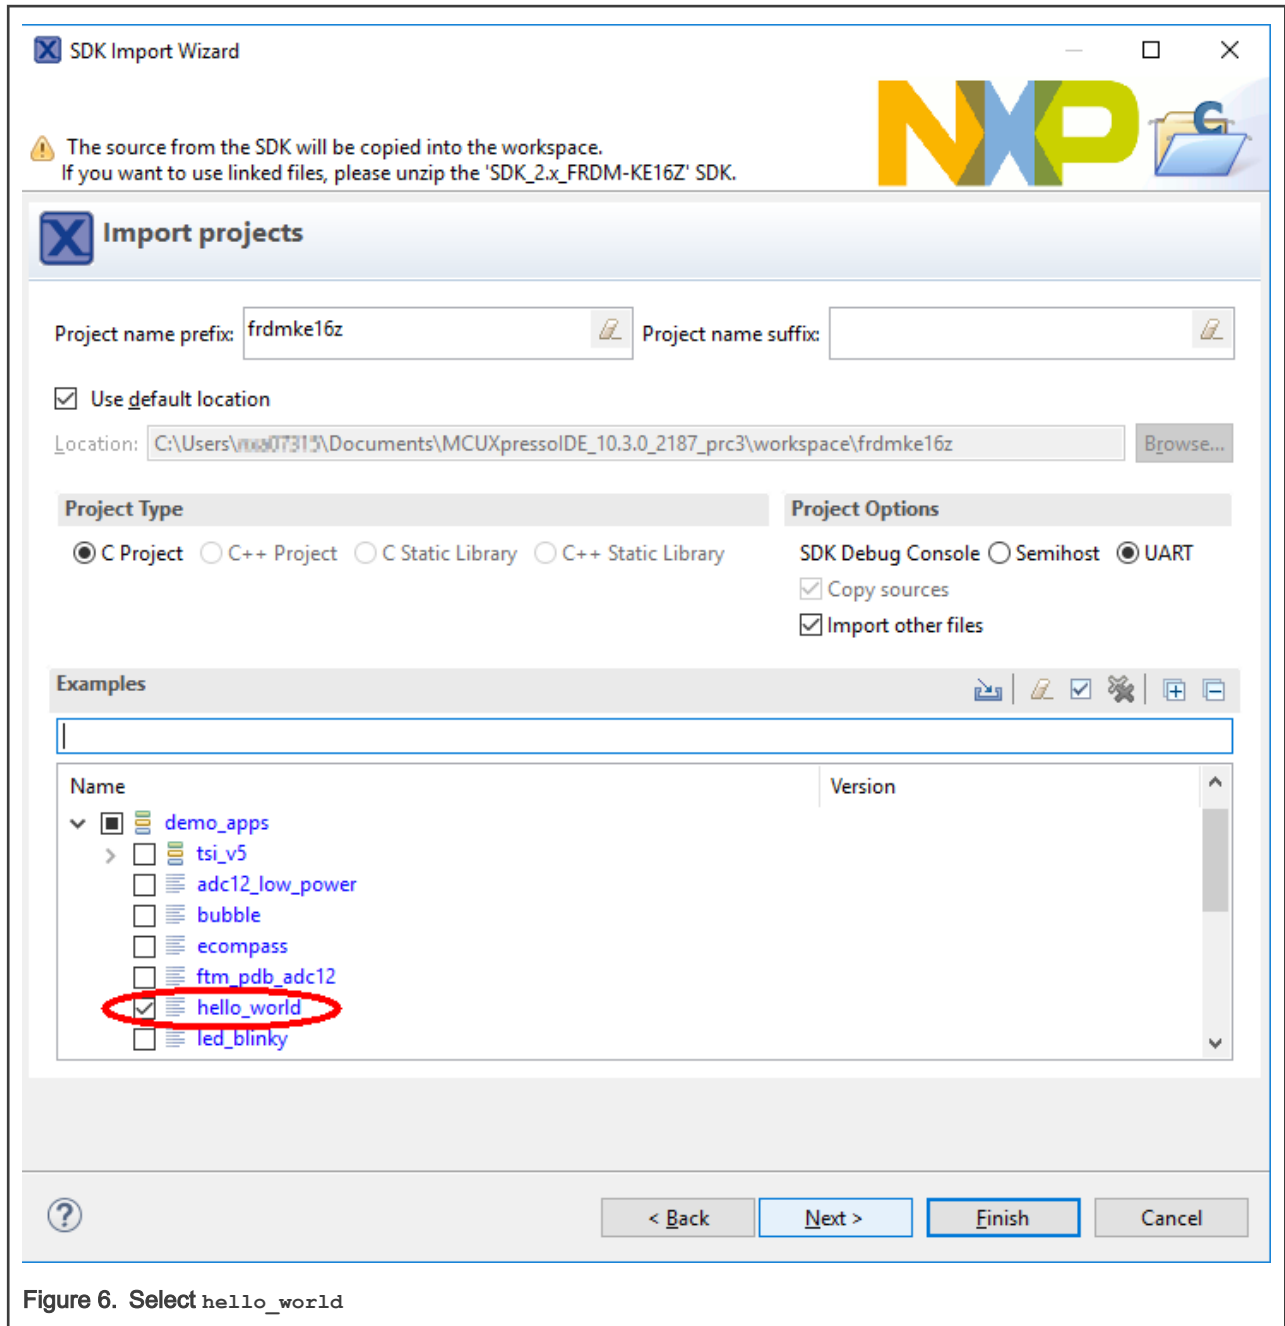 SDK Import Wizard
NXP
The source from the SDK will be copied into the workspace.
If you want to use linked files, please unzip the 'SDK_2.x_FRDM-KE16Z' SDK.
Import projects
Project name prefix: frdmke16z Project name suffix:
Use default location
Location: C:\Users\ \Documents\MCUXpressoIDE_10.3.0_2187_prc3\workspace\frdmke16z Browse...
Project Type Project Options
C Project C++ Project C Static Library C++ Static Library SDK Debug Console Semihost UART
Copy sources
Import other files
Examples
Name Version
demo_apps
tsi_v5
adc12_low_power
bubble
ecompass
ftm_pdb_adc12
hello_world
led_blinky
< Back Next > Finish Cancel
Figure 6. Select hello_world